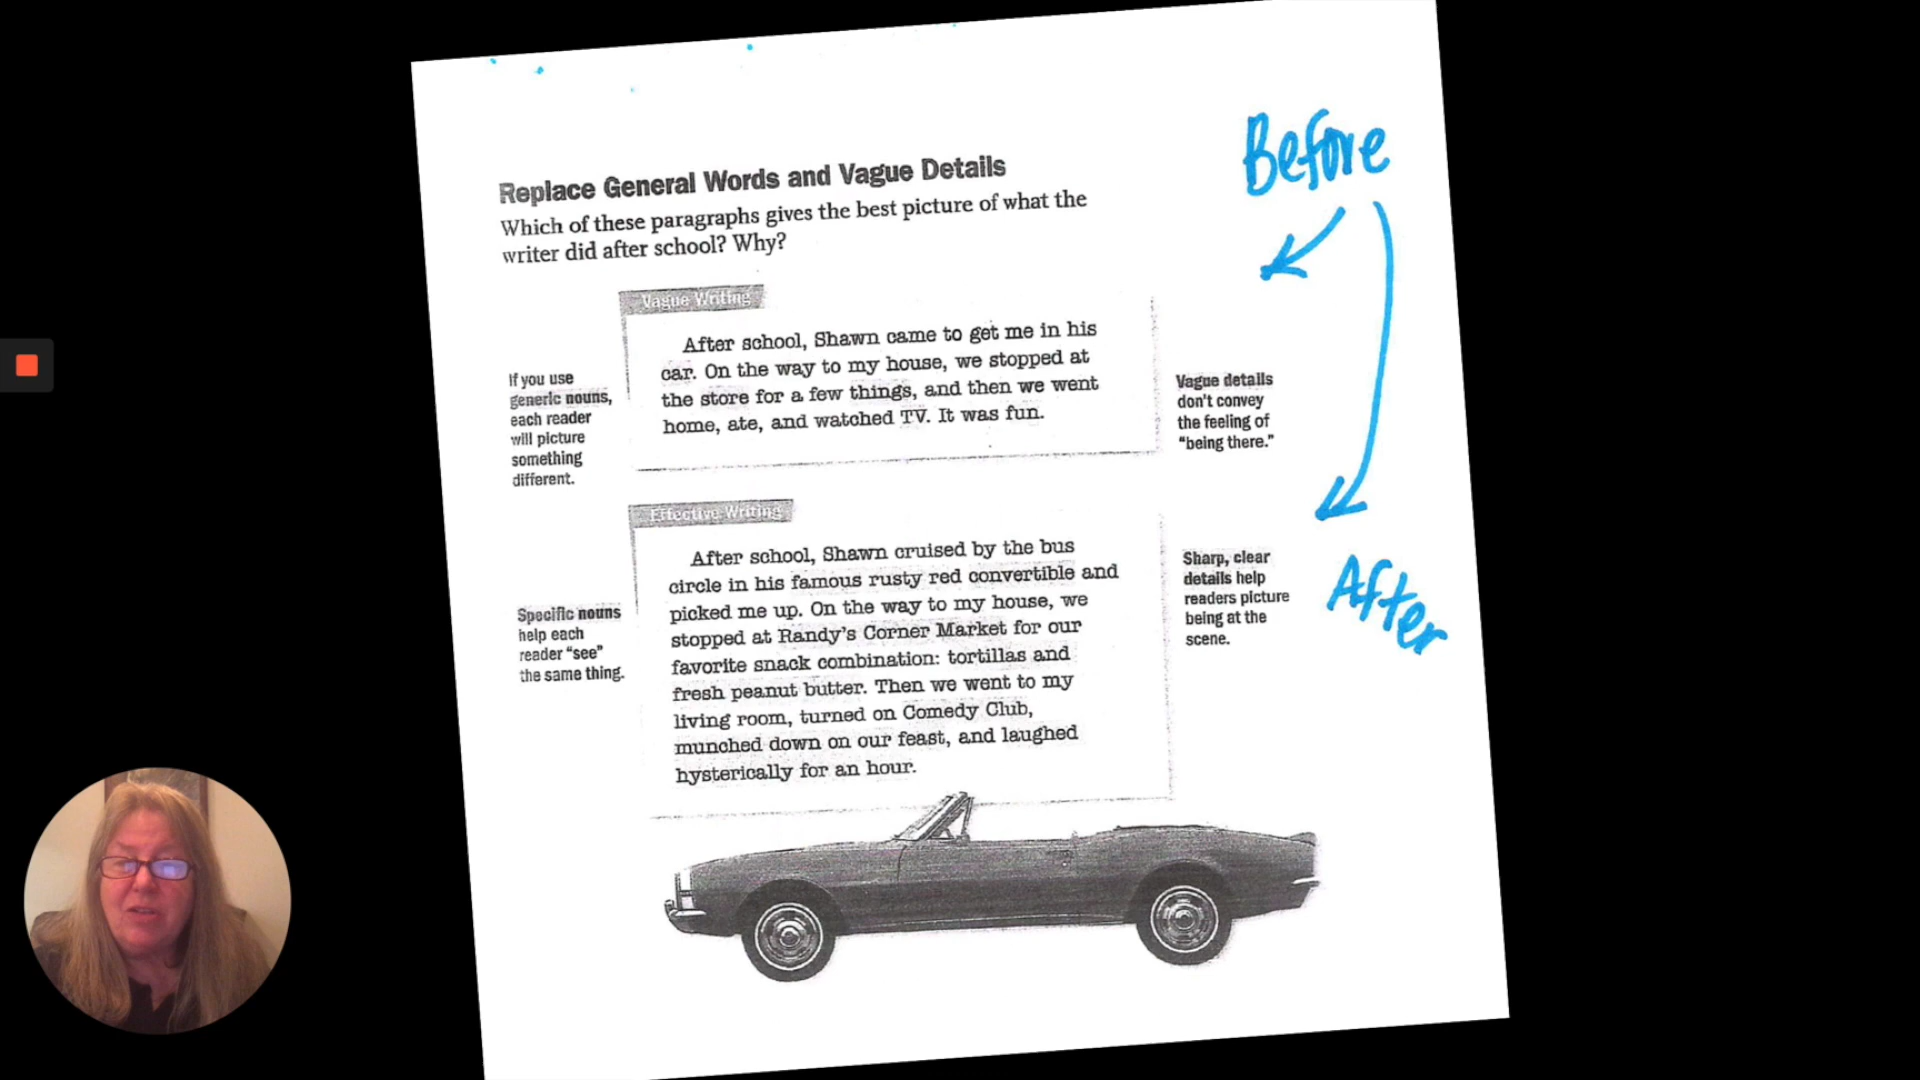 Before
Replace General Words and Vague Details
Which of these paragraphs gives the best picture of what the
writer did after school? Why?
Vague Writing
After school, Shawn came to get me in his
car. On the way to my house, we stopped at
the store for a few things, and then we went
home, ate, and watched TV. It was fun.
If you use
generic nouns,
each reader
will picture
something
different.
Vague details
don't convey
the feeling of
"being there."
Effective Writing
After school, Shawn cruised by the bus
circle in his famous rusty red convertible and
picked me up. On the way to my house, we
stopped at Randy's Corner Market for our
favorite snack combination: tortillas and
fresh peanut butter. Then we went to my
living room, turned on Comedy Club,
munched down on our feast, and laughed
hysterically for an hour.
Specific nouns
help each
reader "see"
the same thing.
Sharp, clear
details help
readers picture
being at the
scene.
After